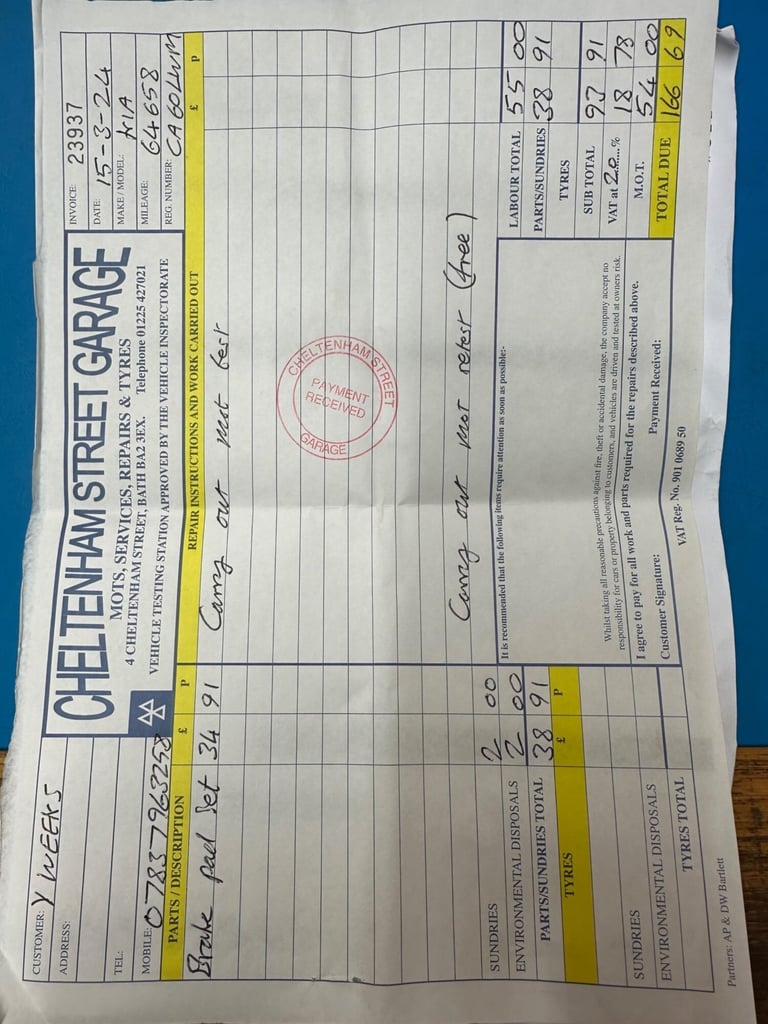 CUSTOMER: Y WEEKS
ADDRESS:
TEL:
MOBILE: 07837963258
CHELTENHAM STREET GARAGE
MOTS, SERVICES, REPAIRS & TYRES
4 CHELTENHAM STREET, BATH BA2 3EX. Telephone 01225 427021
VEHICLE TESTING STATION APPROVED BY THE VEHICLE INSPECTORATE
INVOICE: 23937
DATE: 15-3-24
MAKE / MODEL: KIA
MILEAGE: 64658
REG. NUMBER: CA60LWM
PARTS / DESCRIPTION £ P REPAIR INSTRUCTIONS AND WORK CARRIED OUT £ P
Brake pad set 34 91 Carry out mot test
CHELTENHAM STREET
PAYMENT
RECEIVED
GARAGE
Carry out mot retest (free)
SUNDRIES 2 00
ENVIRONMENTAL DISPOSALS 2 00
PARTS/SUNDRIES TOTAL 38 91
TYRES £ P
SUNDRIES
ENVIRONMENTAL DISPOSALS
TYRES TOTAL
It is recommended that the following items require attention as soon as possible:-
Whilst taking all reasonable precautions against fire, theft or accidental damage, the company accept no
responsibility for cars or property belonging to customers, and vehicles are driven and tested at owners risk.
I agree to pay for all work and parts required for the repairs described above.
Customer Signature: Payment Received:
LABOUR TOTAL 55 00
PARTS/SUNDRIES 38 91
TYRES
SUB TOTAL 93 91
VAT at 20 % 18 78
M.O.T. 54 00
TOTAL DUE 166 69
VAT Reg. No. 901 0689 50
Partners: AP & DW Bartlett